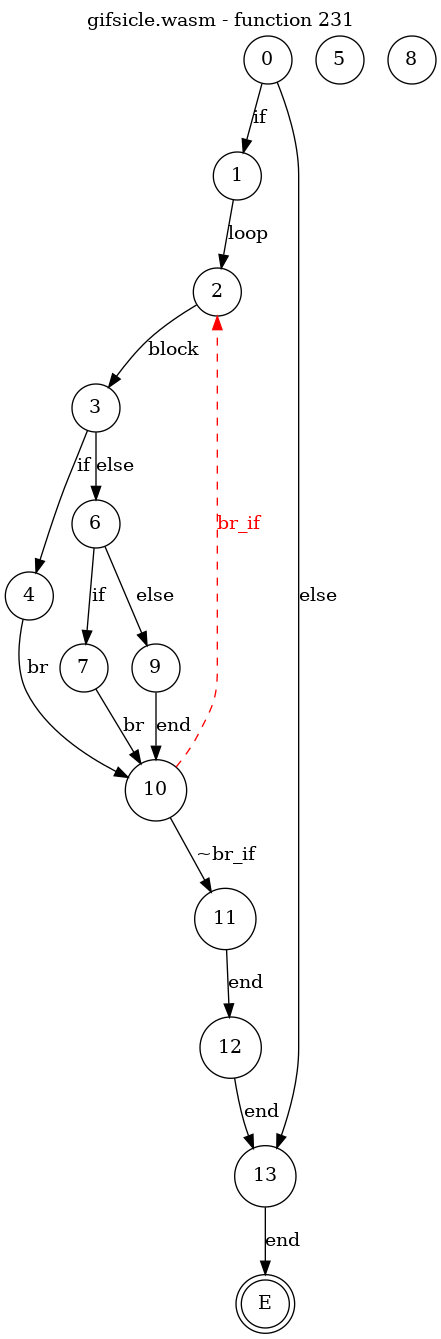 gifsicle.wasm - function 231
0 5 8
if
1
loop
2
block
3
if else
6
br_if
4
if else
else
7 9
br
br end
10
~br_if
11
end
12
end
13
end
E